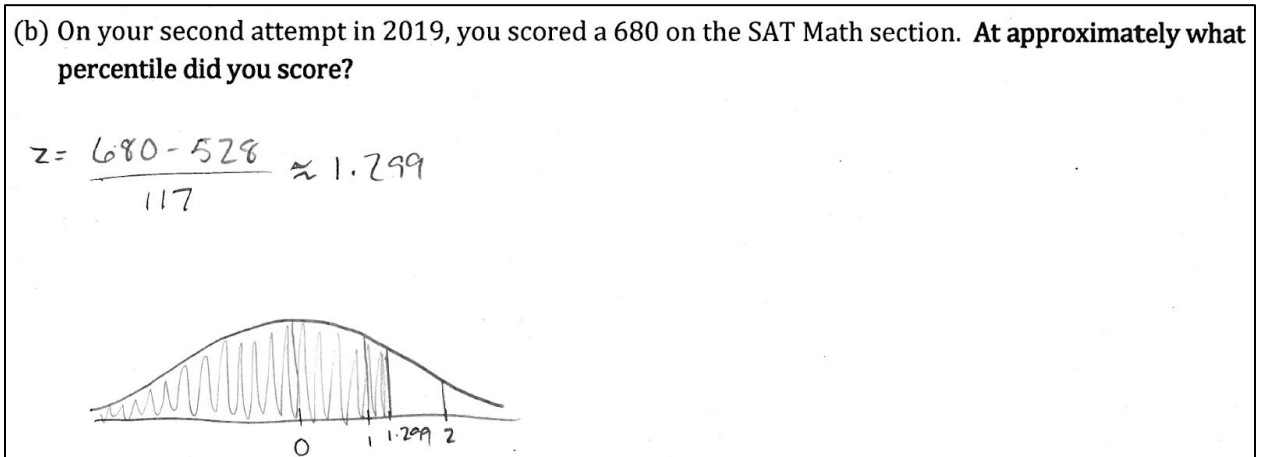 (b) On your second attempt in 2019, you scored a 680 on the SAT Math section. At approximately what
percentile did you score?
z= 680-528
≈ 1.299
117
0 1 1.299 2